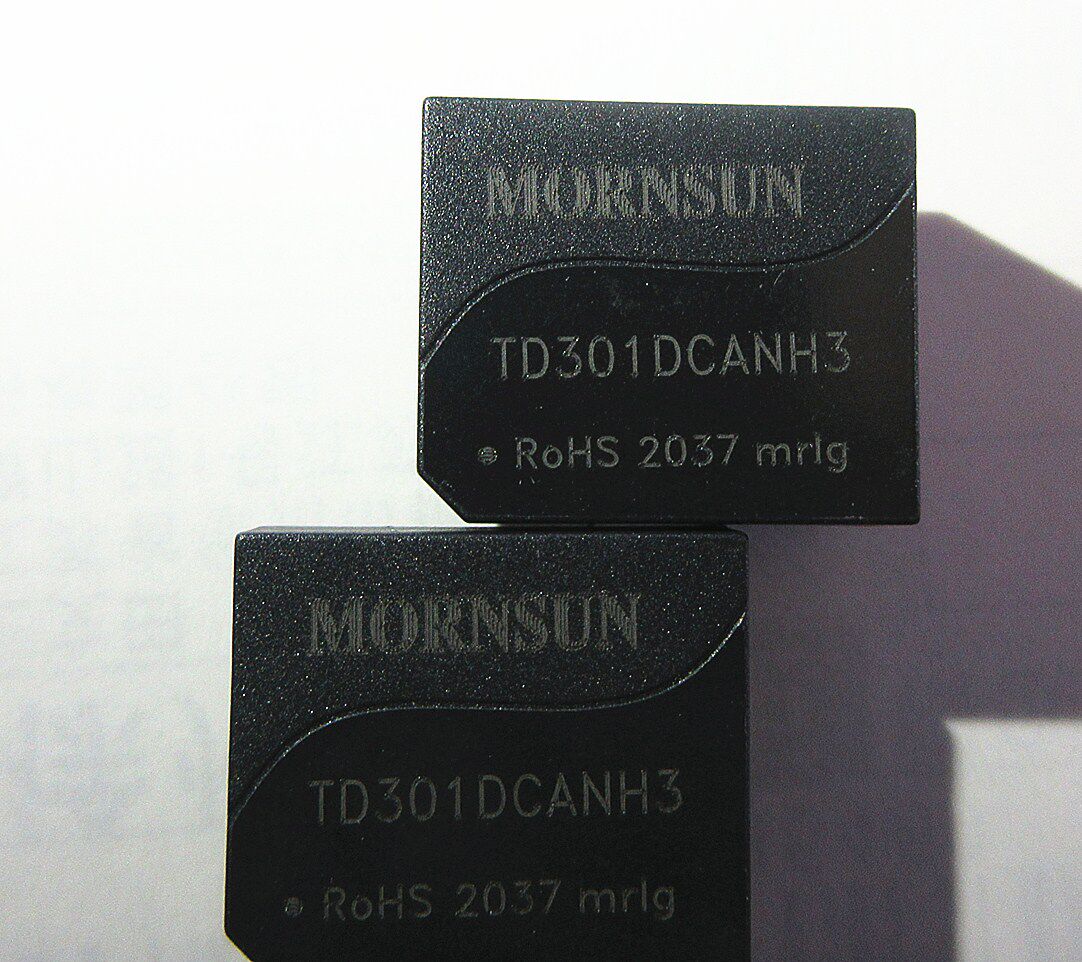 MORNSUN
TD301DCANH3
RoHS 2037 mrlg
MORNSUN
TD301DCANH3
RoHS 2037 mrlg